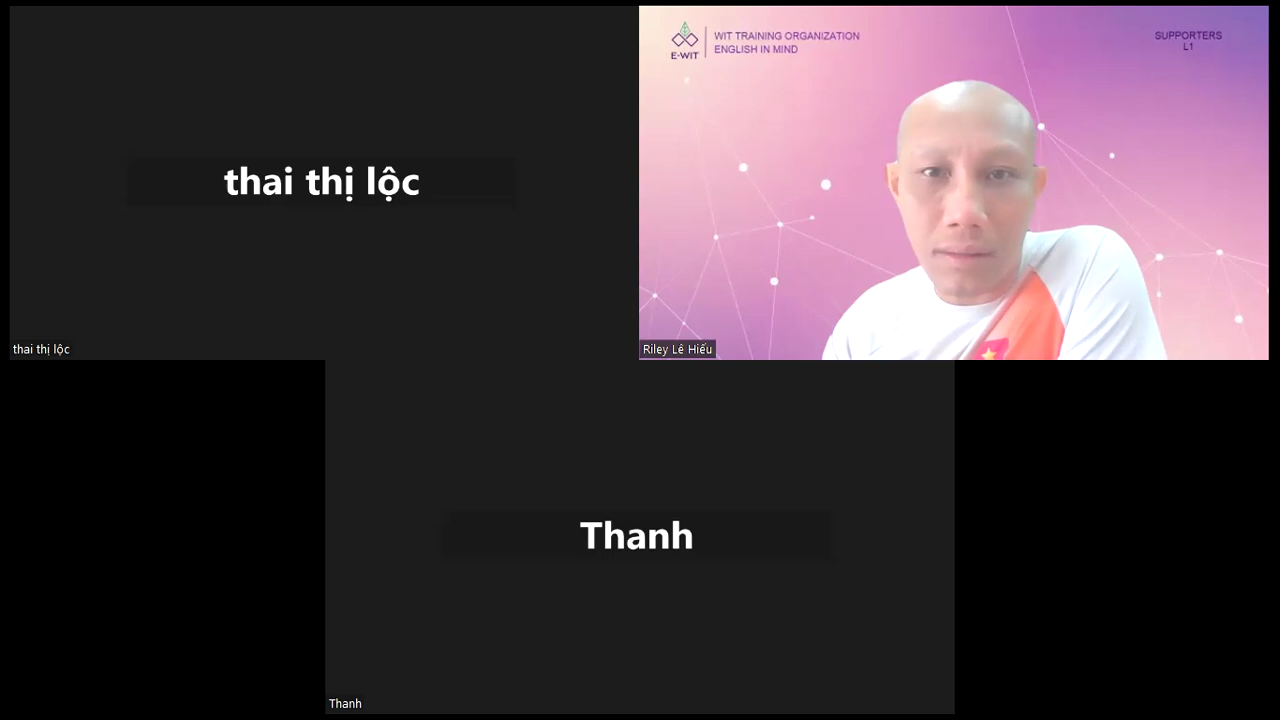 thai thị lộc
thai thị lộc
E-WIT
WIT TRAINING ORGANIZATION
ENGLISH IN MIND
SUPPORTERS
L1
Riley Lê Hiếu
Thanh
Thanh